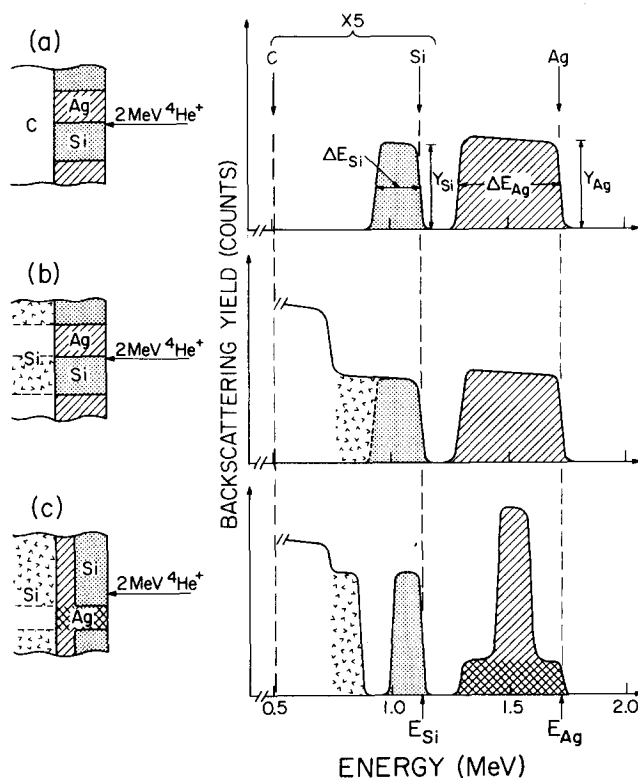 (a)
Ag
C
Si
2MeV ⁴He⁺
X5
C
Si
Ag
ΔE_Si
Y_Si
ΔE_Ag
Y_Ag
(b)
Ag
Si
Si
2MeV ⁴He⁺
(c)
Si
Si
Ag
2MeV ⁴He⁺
BACKSCATTERING YIELD (COUNTS)
0.5
1.0
1.5
2.0
E_Si
E_Ag
ENERGY (MeV)